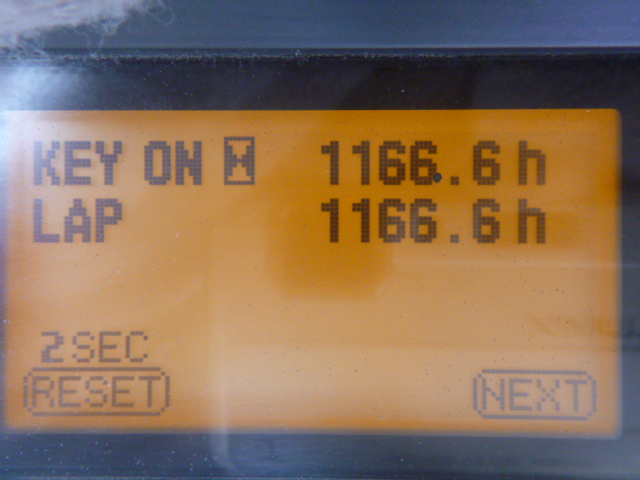 KEY ON 1166.6 h
LAP 1166.6 h
2 SEC
RESET NEXT